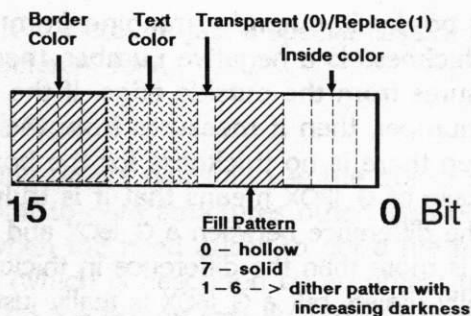 Border Color
Text Color
Transparent (0)/Replace(1)
Inside color
15
0 Bit
Fill Pattern
0 – hollow
7 – solid
1–6 –> dither pattern with
increasing darkness